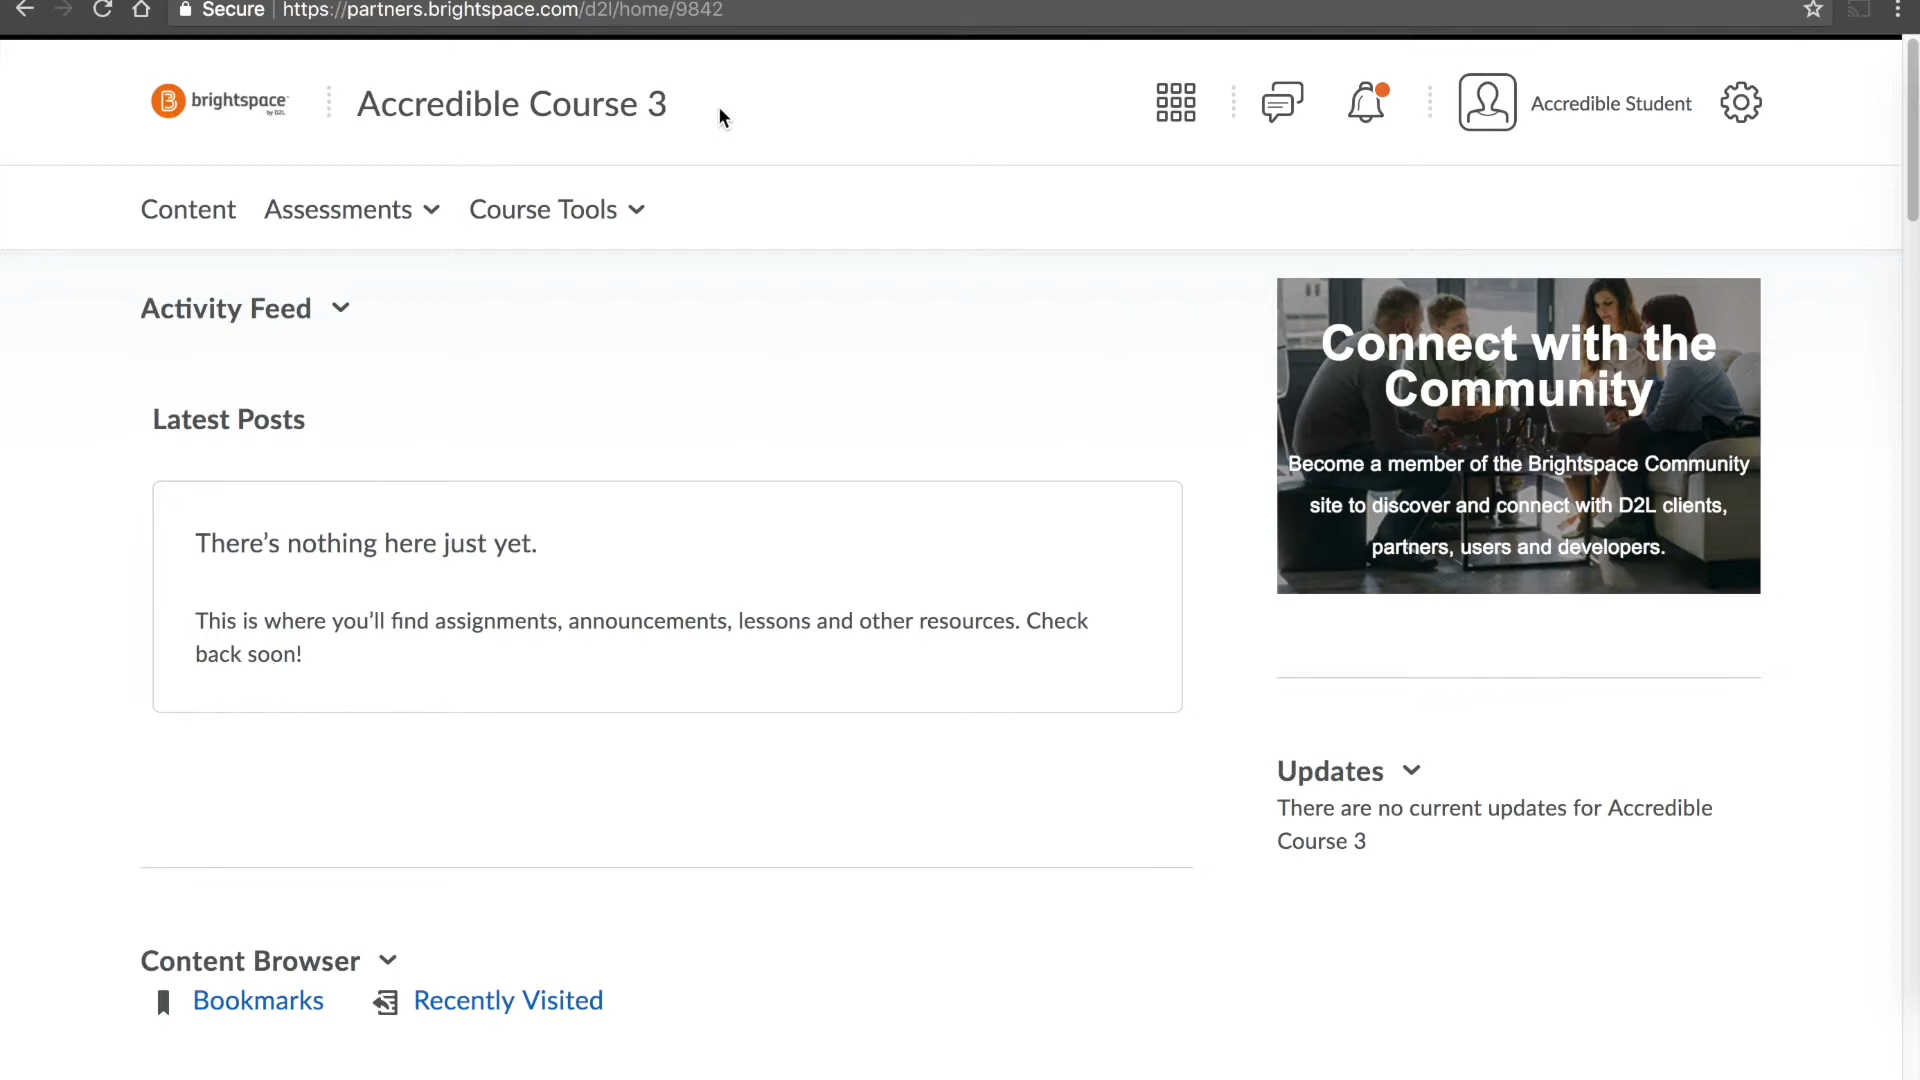 Secure
https://partners.brightspace.com/d2l/home/9842
brightspace
by D2L
Accredible Course 3
Accredible Student
Content
Assessments
Course Tools
Activity Feed
Latest Posts
There's nothing here just yet.
This is where you'll find assignments, announcements, lessons and other resources. Check
back soon!
Connect with the
Community
Become a member of the Brightspace Community
site to discover and connect with D2L clients,
partners, users and developers.
Updates
There are no current updates for Accredible
Course 3
Content Browser
Bookmarks
Recently Visited